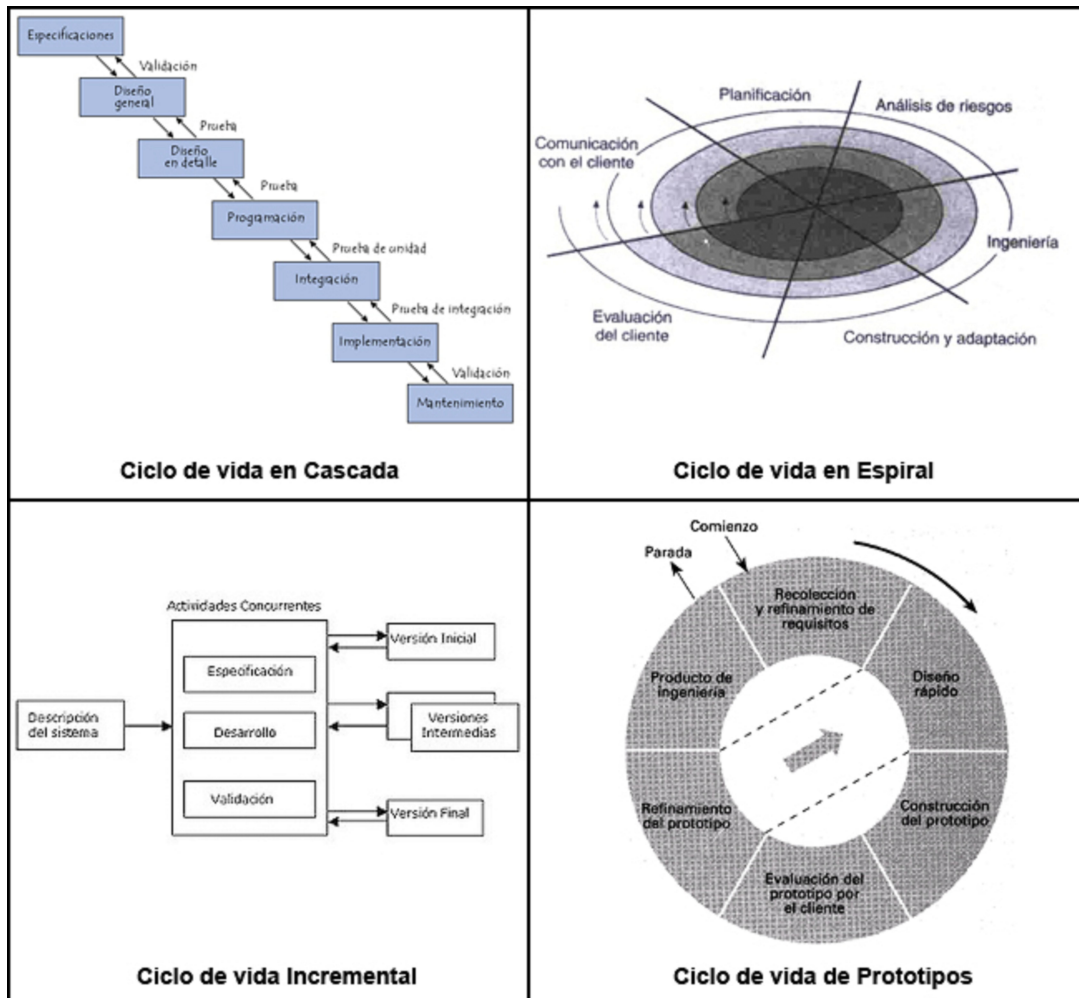 Especificaciones
Validación
Diseño
general
Prueba
Diseño
en detalle
Prueba
Programación
Prueba de unidad
Integración
Prueba de integración
Implementación
Validación
Mantenimiento
Ciclo de vida en Cascada
Planificación
Análisis de riesgos
Comunicación
con el cliente
Ingeniería
Evaluación
del cliente
Construcción y adaptación
Ciclo de vida en Espiral
Actividades Concurrentes
Versión Inicial
Especificación
Descripción
del sistema
Desarrollo
Versiones
Intermedias
Validación
Versión Final
Ciclo de vida Incremental
Comienzo
Parada
Recolección
y refinamiento de
requisitos
Producto de
ingeniería
Diseño
rápido
Refinamiento
del prototipo
Construcción
del prototipo
Evaluación del
prototipo por
el cliente
Ciclo de vida de Prototipos